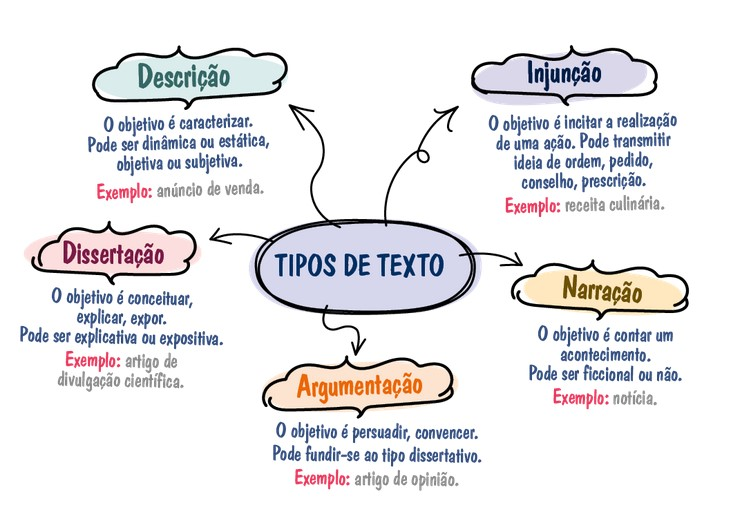 Descrição
O objetivo é caracterizar.
Pode ser dinâmica ou estática,
objetiva ou subjetiva.
Exemplo: anúncio de venda.
Injunção
O objetivo é incitar a realização
de uma ação. Pode transmitir
ideia de ordem, pedido,
conselho, prescrição.
Exemplo: receita culinária.
TIPOS DE TEXTO
Dissertação
O objetivo é conceituar,
explicar, expor.
Pode ser explicativa ou expositiva.
Exemplo: artigo de
divulgação científica.
Narração
O objetivo é contar um
acontecimento.
Pode ser ficcional ou não.
Exemplo: notícia.
Argumentação
O objetivo é persuadir, convencer.
Pode fundir-se ao tipo dissertativo.
Exemplo: artigo de opinião.